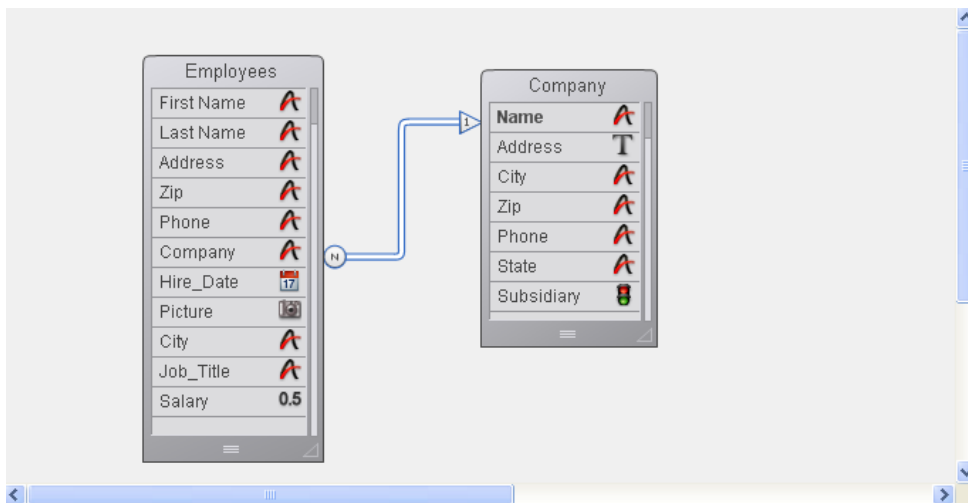 Employees
First Name
Last Name
Address
Zip
Phone
Company
Hire_Date
17
Picture
City
Job_Title
Salary 0.5
N
1
Company
Name
Address T
City
Zip
Phone
State
Subsidiary